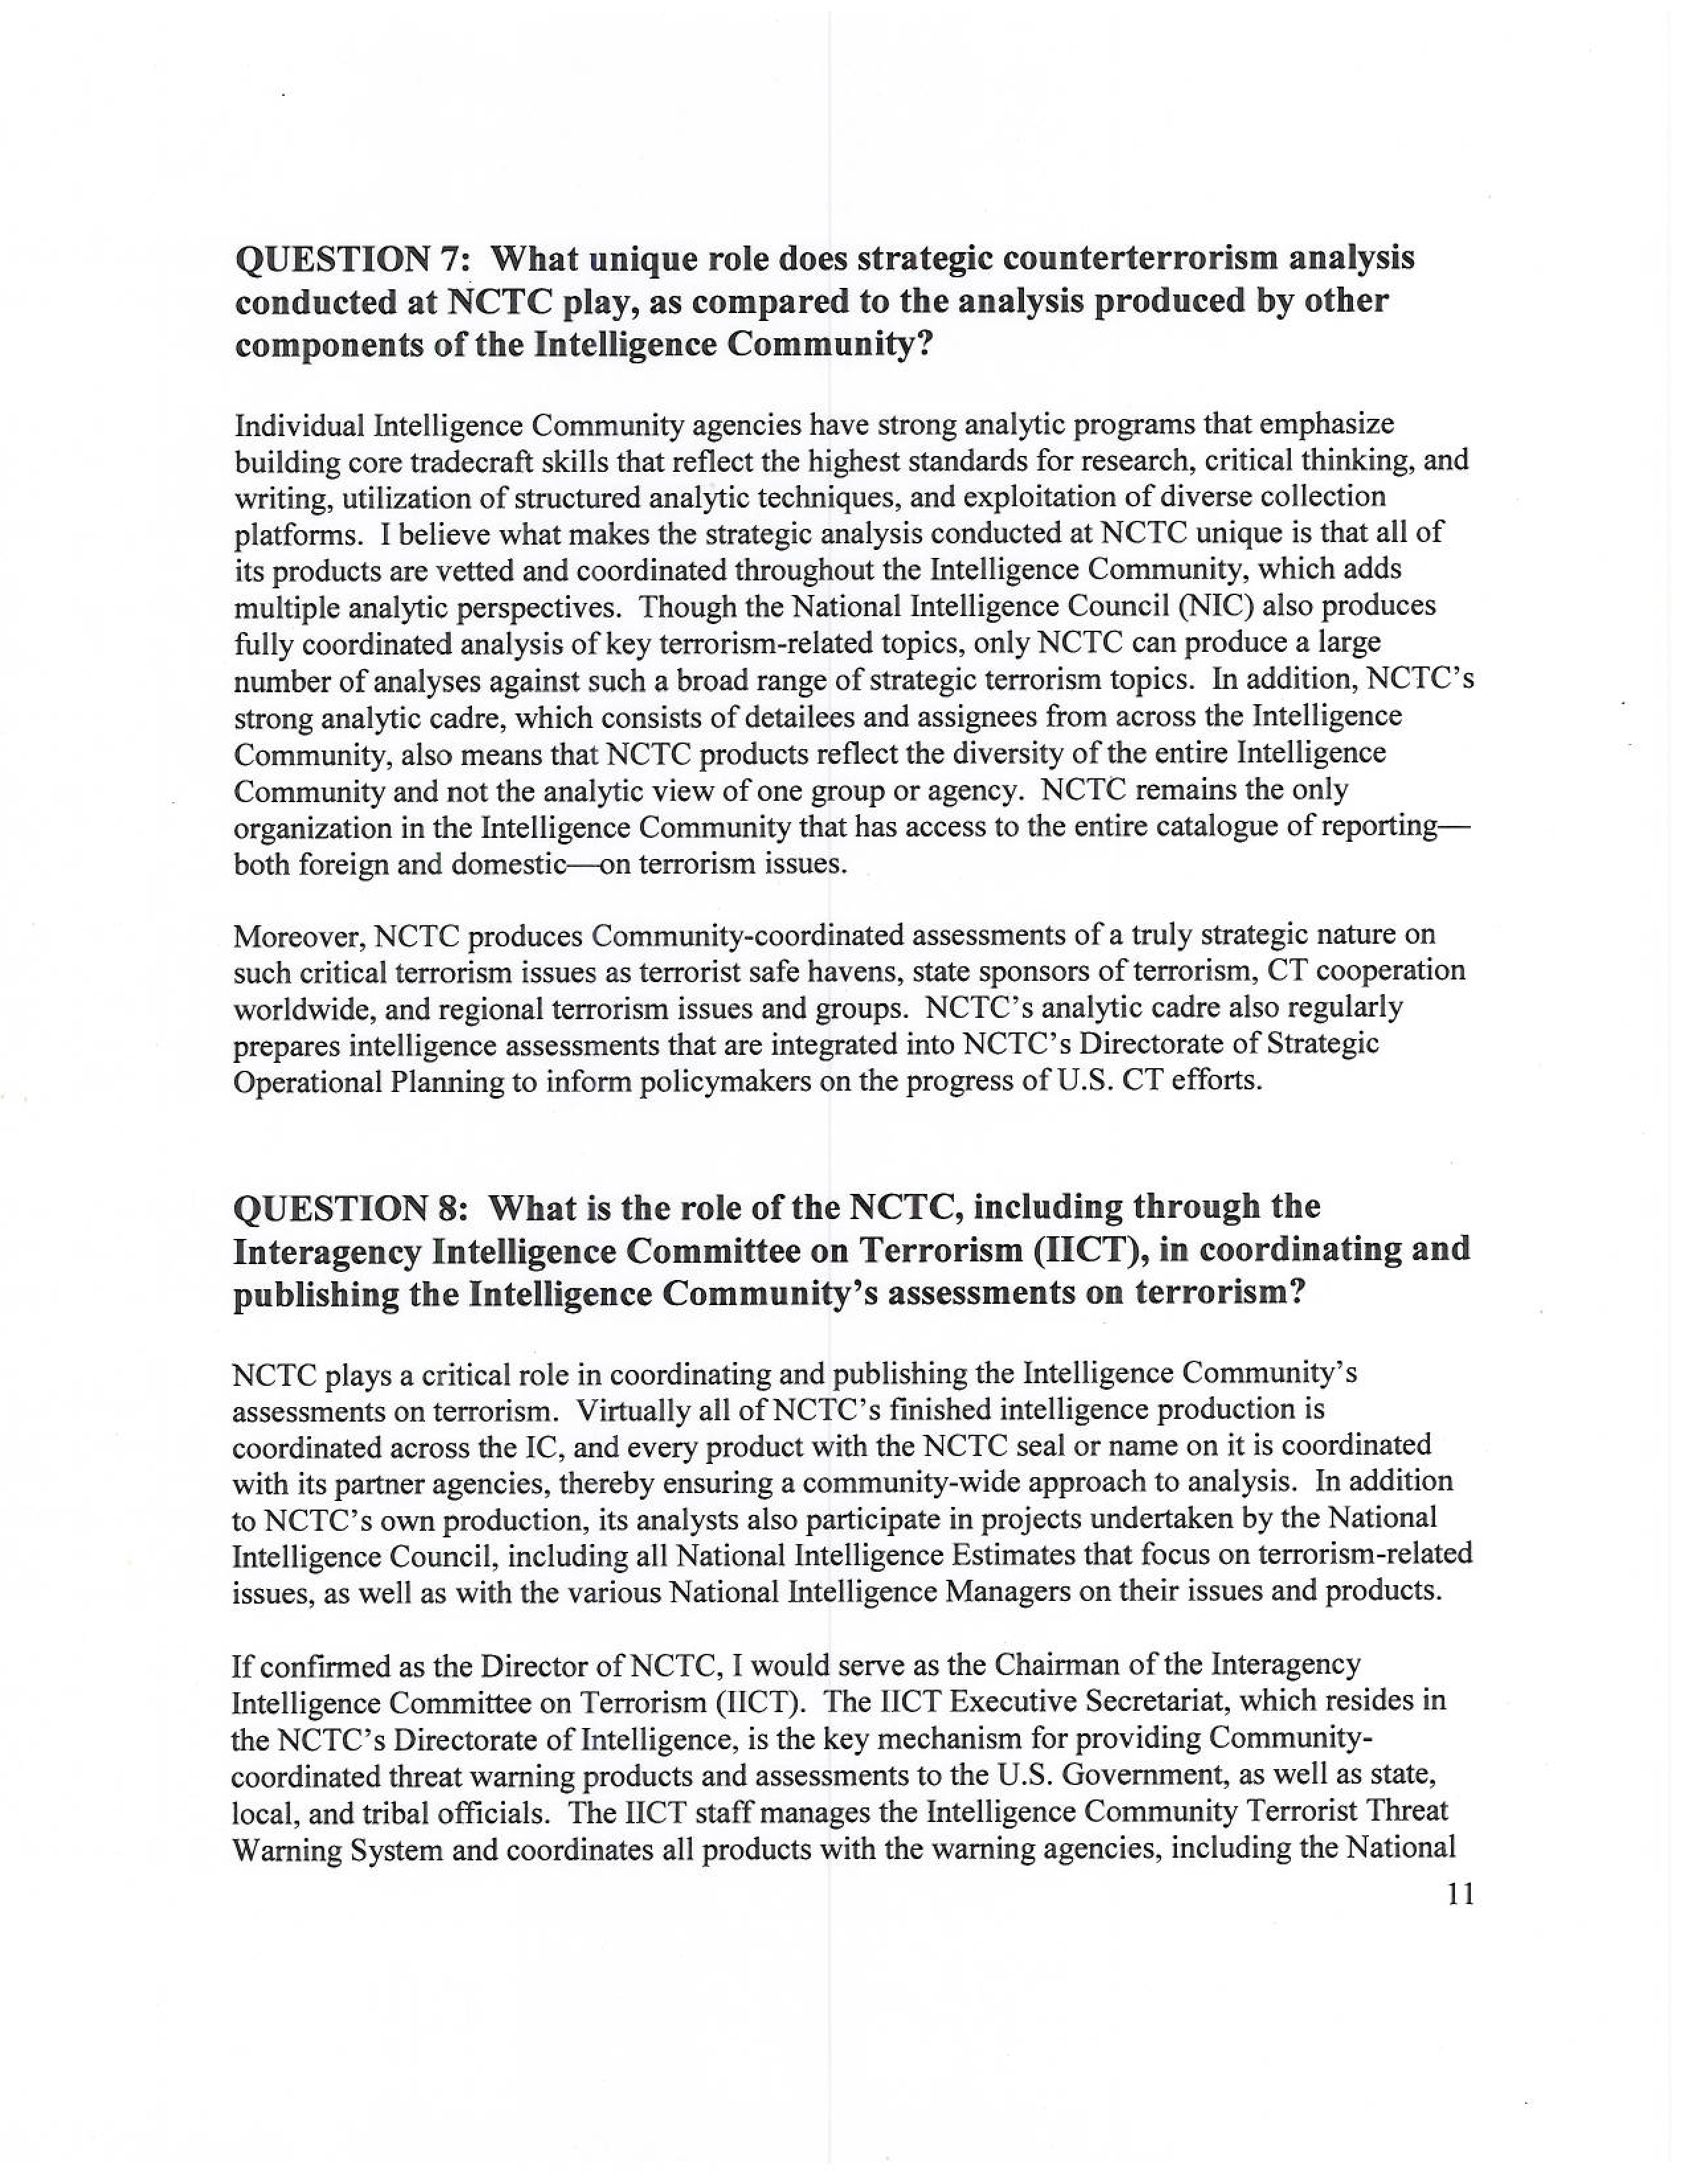 QUESTION 7: What unique role does strategic counterterrorism analysis
conducted at NCTC play, as compared to the analysis produced by other
components of the Intelligence Community?
Individual Intelligence Community agencies have strong analytic programs that emphasize
building core tradecraft skills that reflect the highest standards for research, critical thinking, and
writing, utilization of structured analytic techniques, and exploitation of diverse collection
platforms. I believe what makes the strategic analysis conducted at NCTC unique is that all of
its products are vetted and coordinated throughout the Intelligence Community, which adds
multiple analytic perspectives. Though the National Intelligence Council (NIC) also produces
fully coordinated analysis of key terrorism-related topics, only NCTC can produce a large
number of analyses against such a broad range of strategic terrorism topics. In addition, NCTC's
strong analytic cadre, which consists of detailees and assignees from across the Intelligence
Community, also means that NCTC products reflect the diversity of the entire Intelligence
Community and not the analytic view of one group or agency. NCTC remains the only
organization in the Intelligence Community that has access to the entire catalogue of reporting—
both foreign and domestic—on terrorism issues.
Moreover, NCTC produces Community-coordinated assessments of a truly strategic nature on
such critical terrorism issues as terrorist safe havens, state sponsors of terrorism, CT cooperation
worldwide, and regional terrorism issues and groups. NCTC's analytic cadre also regularly
prepares intelligence assessments that are integrated into NCTC's Directorate of Strategic
Operational Planning to inform policymakers on the progress of U.S. CT efforts.
QUESTION 8: What is the role of the NCTC, including through the
Interagency Intelligence Committee on Terrorism (IICT), in coordinating and
publishing the Intelligence Community's assessments on terrorism?
NCTC plays a critical role in coordinating and publishing the Intelligence Community's
assessments on terrorism. Virtually all of NCTC's finished intelligence production is
coordinated across the IC, and every product with the NCTC seal or name on it is coordinated
with its partner agencies, thereby ensuring a community-wide approach to analysis. In addition
to NCTC's own production, its analysts also participate in projects undertaken by the National
Intelligence Council, including all National Intelligence Estimates that focus on terrorism-related
issues, as well as with the various National Intelligence Managers on their issues and products.
If confirmed as the Director of NCTC, I would serve as the Chairman of the Interagency
Intelligence Committee on Terrorism (IICT). The IICT Executive Secretariat, which resides in
the NCTC's Directorate of Intelligence, is the key mechanism for providing Community-
coordinated threat warning products and assessments to the U.S. Government, as well as state,
local, and tribal officials. The IICT staff manages the Intelligence Community Terrorist Threat
Warning System and coordinates all products with the warning agencies, including the National
11